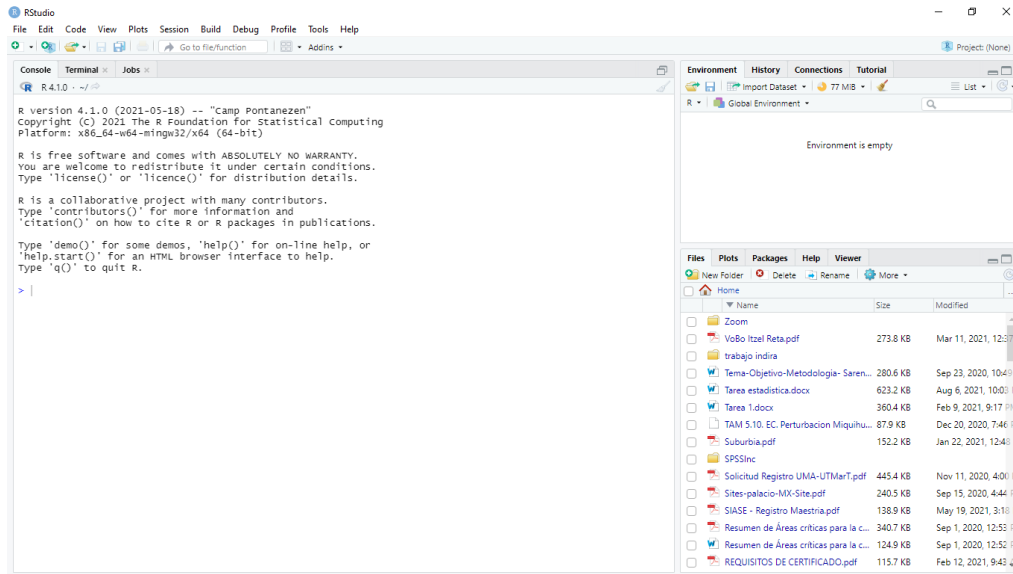 RStudio
File Edit Code View Plots Session Build Debug Profile Tools Help
Go to file/function Addins Project: (None)
Console Terminal Jobs
R 4.1.0 · ~/
R version 4.1.0 (2021-05-18) -- "Camp Pontanezen"
Copyright (C) 2021 The R Foundation for Statistical Computing
Platform: x86_64-w64-mingw32/x64 (64-bit)
R is free software and comes with ABSOLUTELY NO WARRANTY.
You are welcome to redistribute it under certain conditions.
Type 'license()' or 'licence()' for distribution details.
R is a collaborative project with many contributors.
Type 'contributors()' for more information and
'citation()' on how to cite R or R packages in publications.
Type 'demo()' for some demos, 'help()' for on-line help, or
'help.start()' for an HTML browser interface to help.
Type 'q()' to quit R.
>
Environment History Connections Tutorial
Import Dataset 77 MiB List
R Global Environment
Environment is empty
Files Plots Packages Help Viewer
New Folder Delete Rename More
Home
Name Size Modified
Zoom
VoBo Itzel Reta.pdf 273.8 KB Mar 11, 2021, 12:37
trabajo indira
Tema-Objetivo-Metodologia- Saren... 280.6 KB Sep 23, 2020, 10:49
Tarea estadistica.docx 623.2 KB Aug 6, 2021, 10:03
Tarea 1.docx 360.4 KB Feb 9, 2021, 9:17 P
TAM 5.10. EC. Perturbacion Miquihu... 87.9 KB Dec 20, 2020, 7:46
Suburbia.pdf 152.2 KB Jan 22, 2021, 12:48
SPSSInc
Solicitud Registro UMA-UTMarT.pdf 445.4 KB Nov 11, 2020, 4:00
Sites-palacio-MX-Site.pdf 240.5 KB Sep 15, 2020, 4:44
SIASE - Registro Maestria.pdf 138.9 KB May 19, 2021, 3:18
Resumen de Áreas críticas para la c... 340.7 KB Sep 1, 2020, 12:53
Resumen de Áreas críticas para la c... 124.9 KB Sep 1, 2020, 12:52
REQUISITOS DE CERTIFICADO.pdf 115.7 KB Feb 12, 2021, 9:43